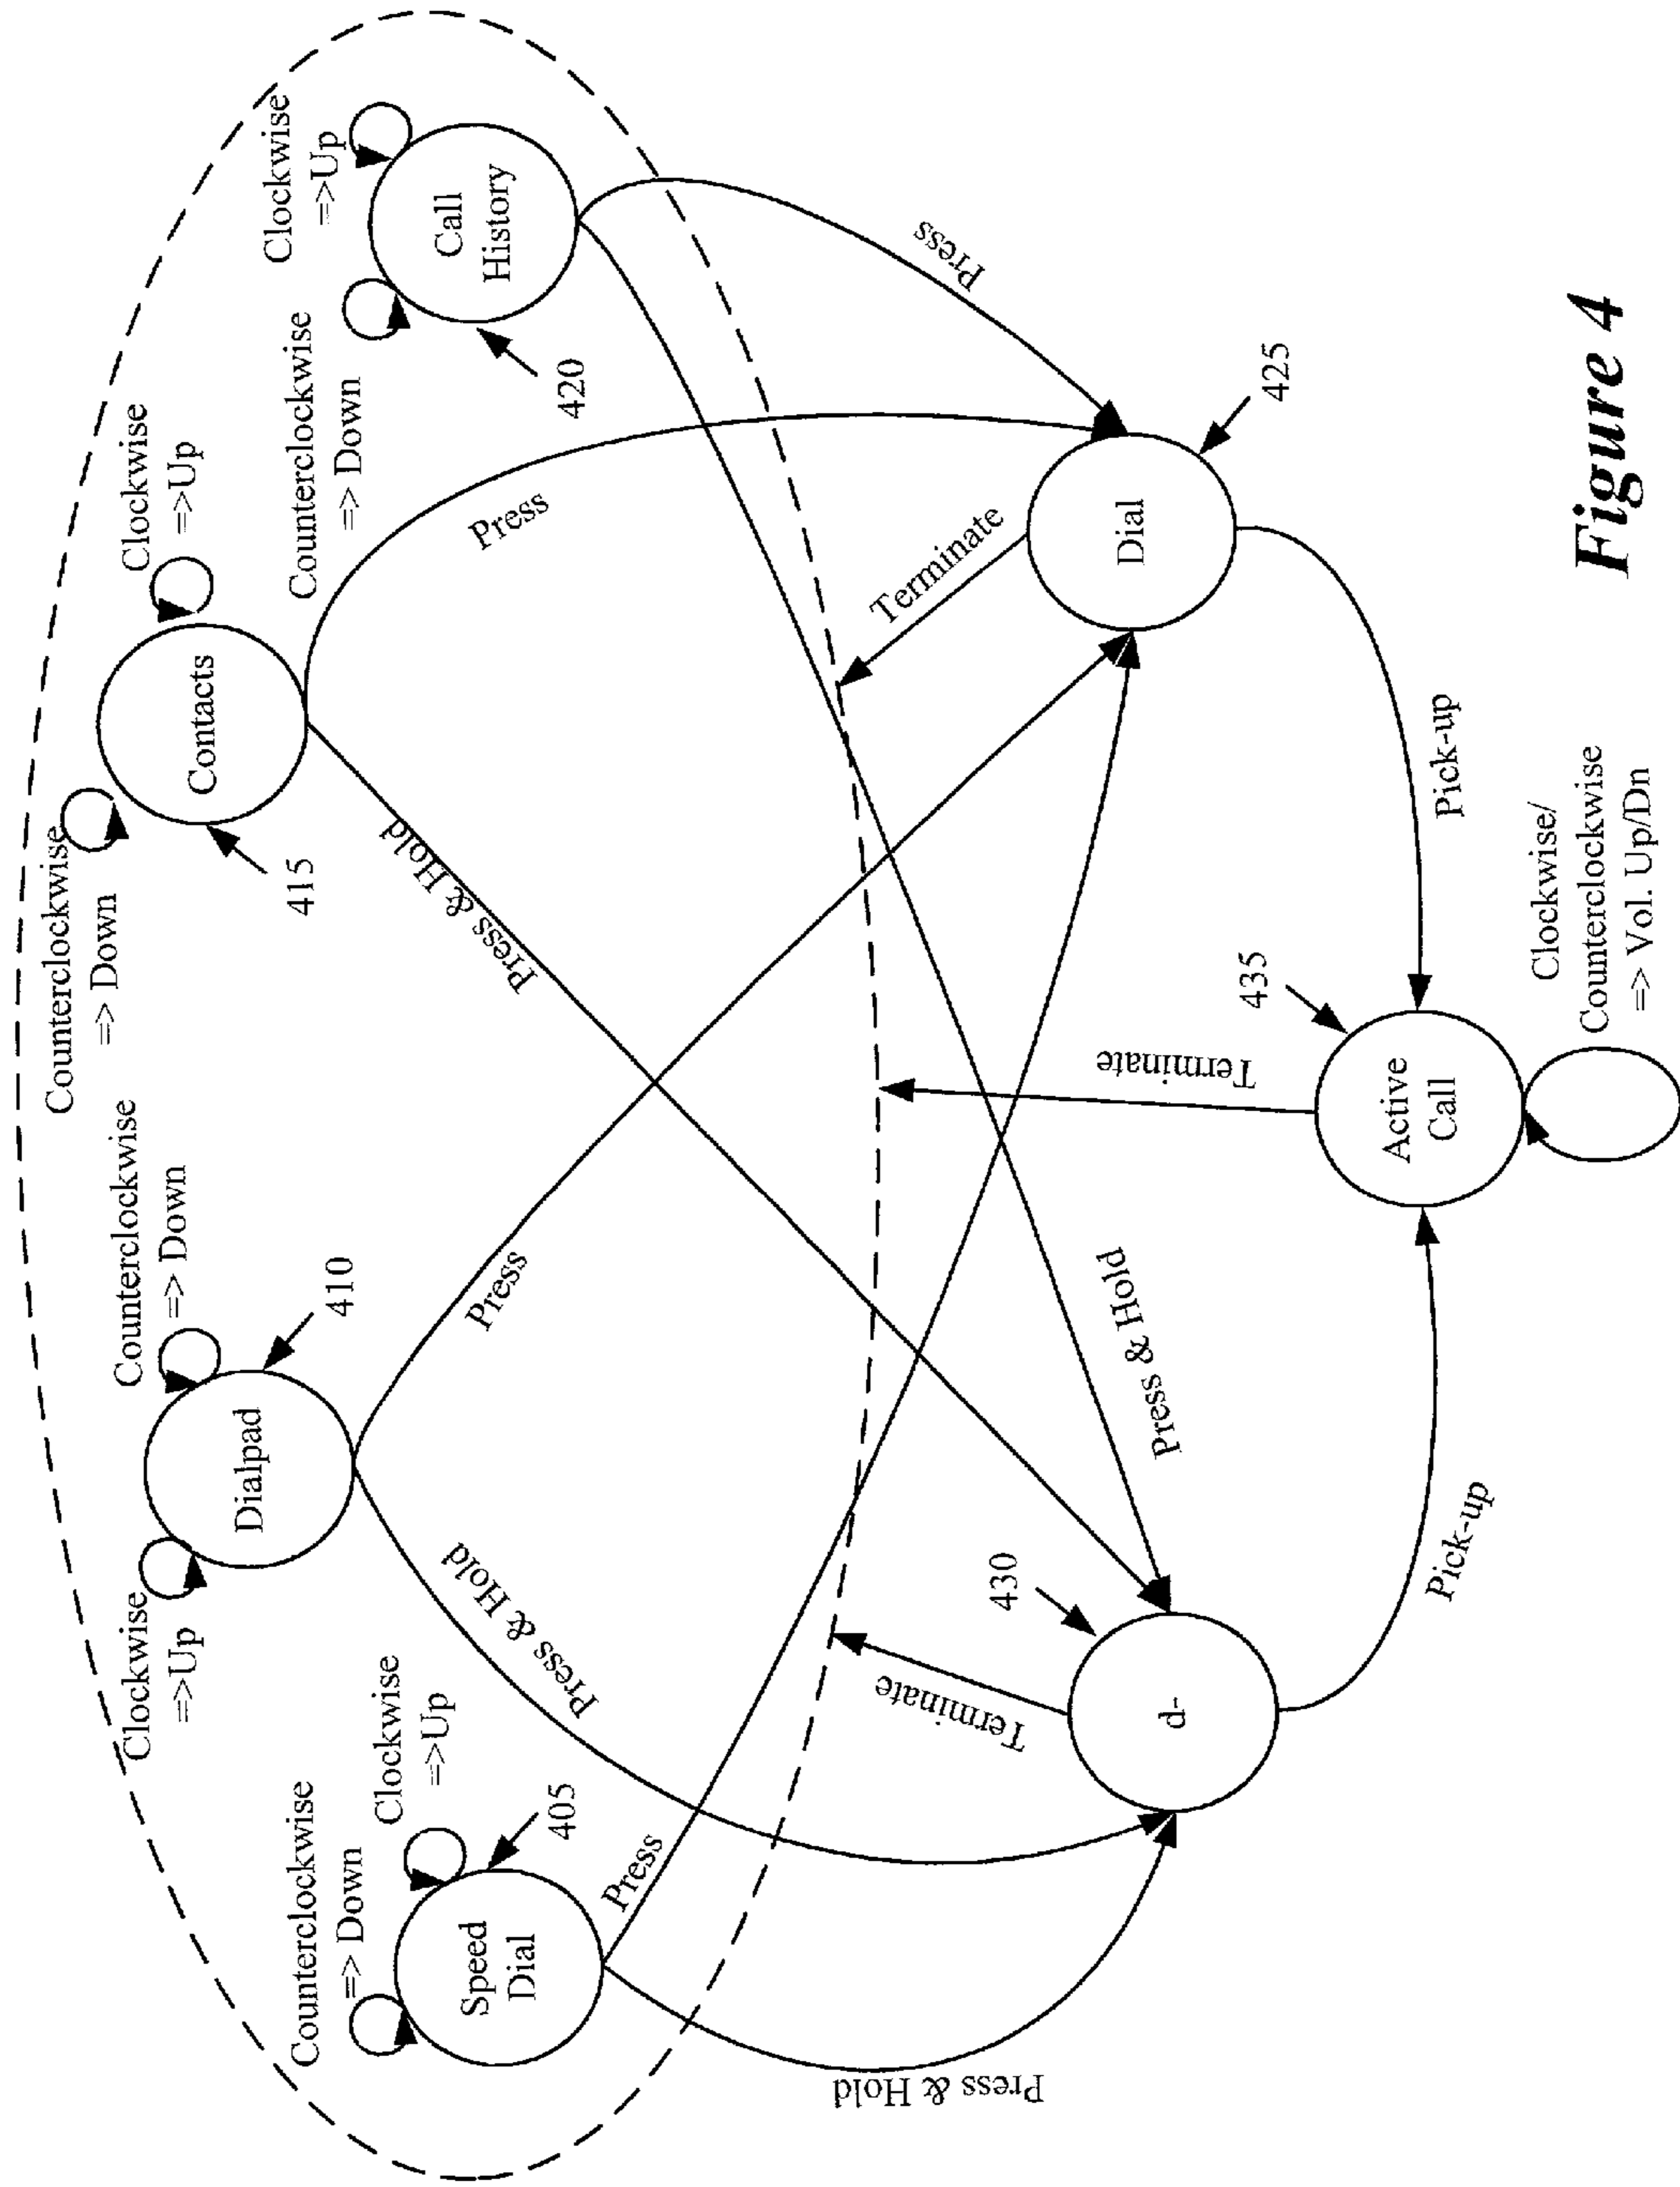 Counterclockwise
=> Down
Clockwise
=>Up
Speed
Dial
405
Clockwise
=>Up
Counterclockwise
=> Down
Dialpad
410
Counterclockwise
=> Down
Clockwise
=>Up
Contacts
415
Counterclockwise
=> Down
Clockwise
=>Up
Call
History
420
Press & Hold
Press
Press & Hold
Press
Press & Hold
Press
Press & Hold
Press
Terminate
Terminate
Terminate
d-
430
Dial
425
Pick-up
Pick-up
Active
Call
435
Clockwise/
Counterclockwise
=> Vol. Up/Dn
Figure 4